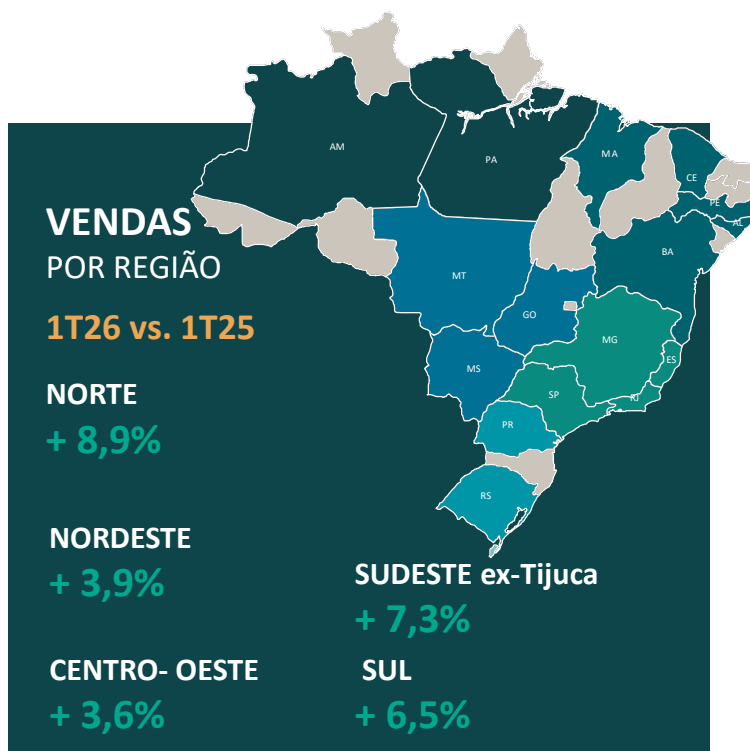 VENDAS
POR REGIÃO
1T26 vs. 1T25
NORTE
+ 8,9%
NORDESTE
+ 3,9%
CENTRO- OESTE
+ 3,6%
SUDESTE ex-Tijuca
+ 7,3%
SUL
+ 6,5%
AM
PA
MA
CE
PE
AL
BA
MT
GO
MG
ES
MS
SP
RJ
PR
RS